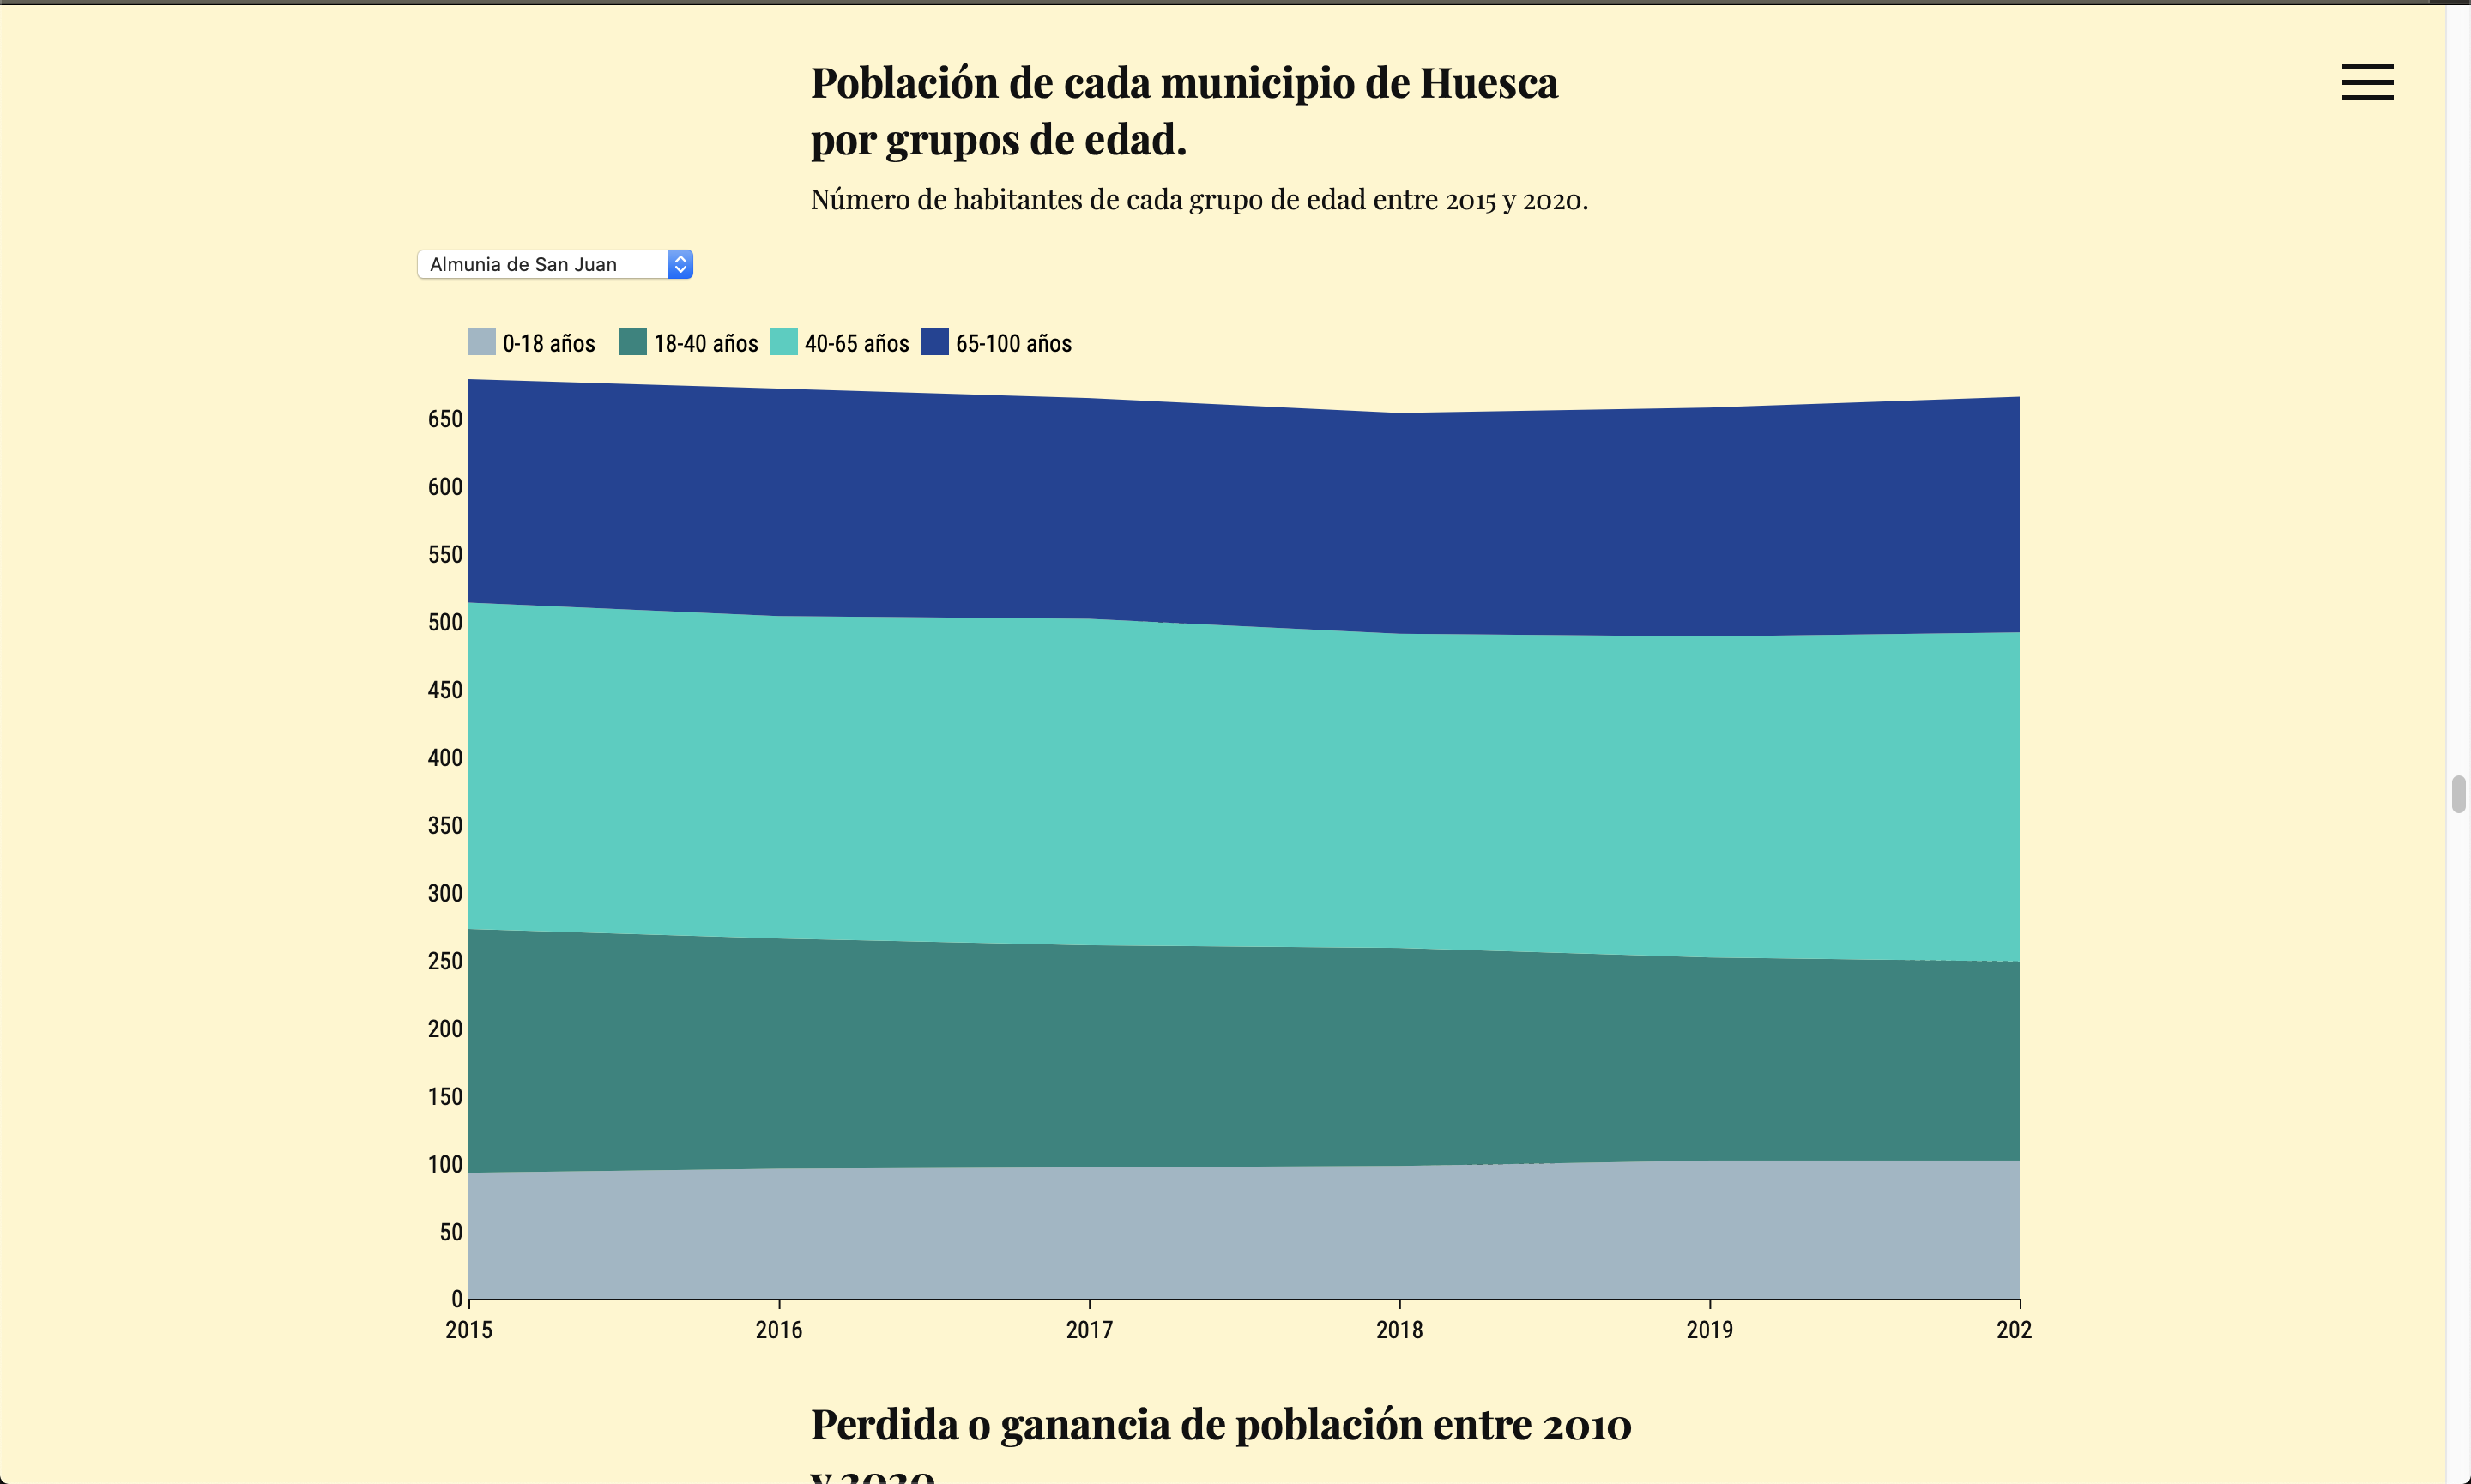 Población de cada municipio de Huesca
por grupos de edad.
Número de habitantes de cada grupo de edad entre 2015 y 2020.
Almunia de San Juan
0-18 años 18-40 años 40-65 años 65-100 años
650
600
550
500
450
400
350
300
250
200
150
100
50
0
2015 2016 2017 2018 2019 202
Perdida o ganancia de población entre 2010
y 2020